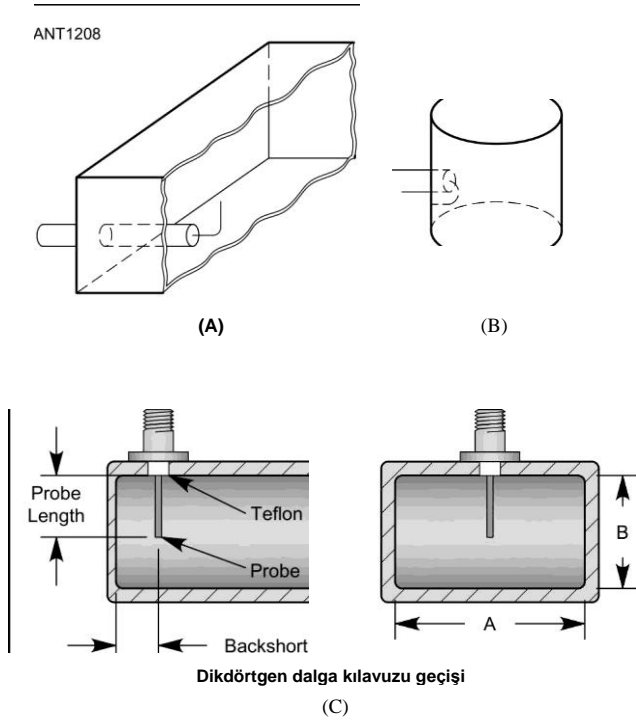 ANT1208
(A)
(B)
Probe
Length
Teflon
Probe
Backshort
B
A
Dikdörtgen dalga kılavuzu geçişi
(C)